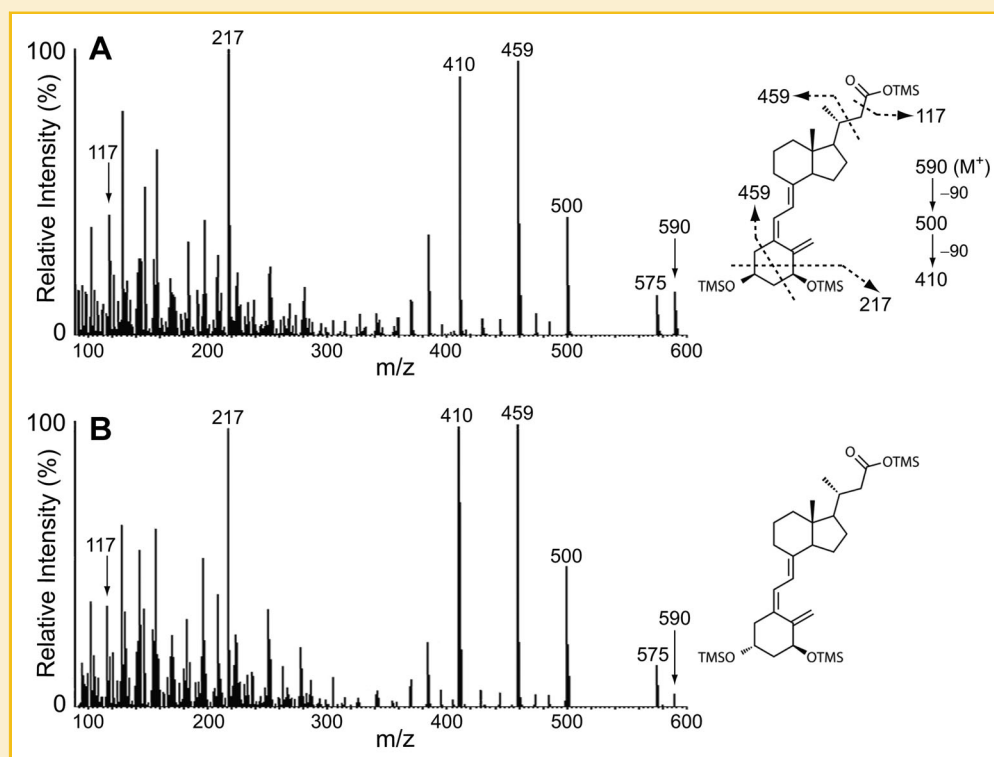 A
100
Relative Intensity (%)
0
117
217
410
459
500
575
590
100
200
300
400
500
600
m/z
O
OTMS
459
117
459
TMSO
OTMS
217
590 (M⁺)
–90
500
–90
410
B
100
Relative Intensity (%)
0
117
217
410
459
500
575
590
100
200
300
400
500
600
m/z
O
OTMS
TMSO
OTMS